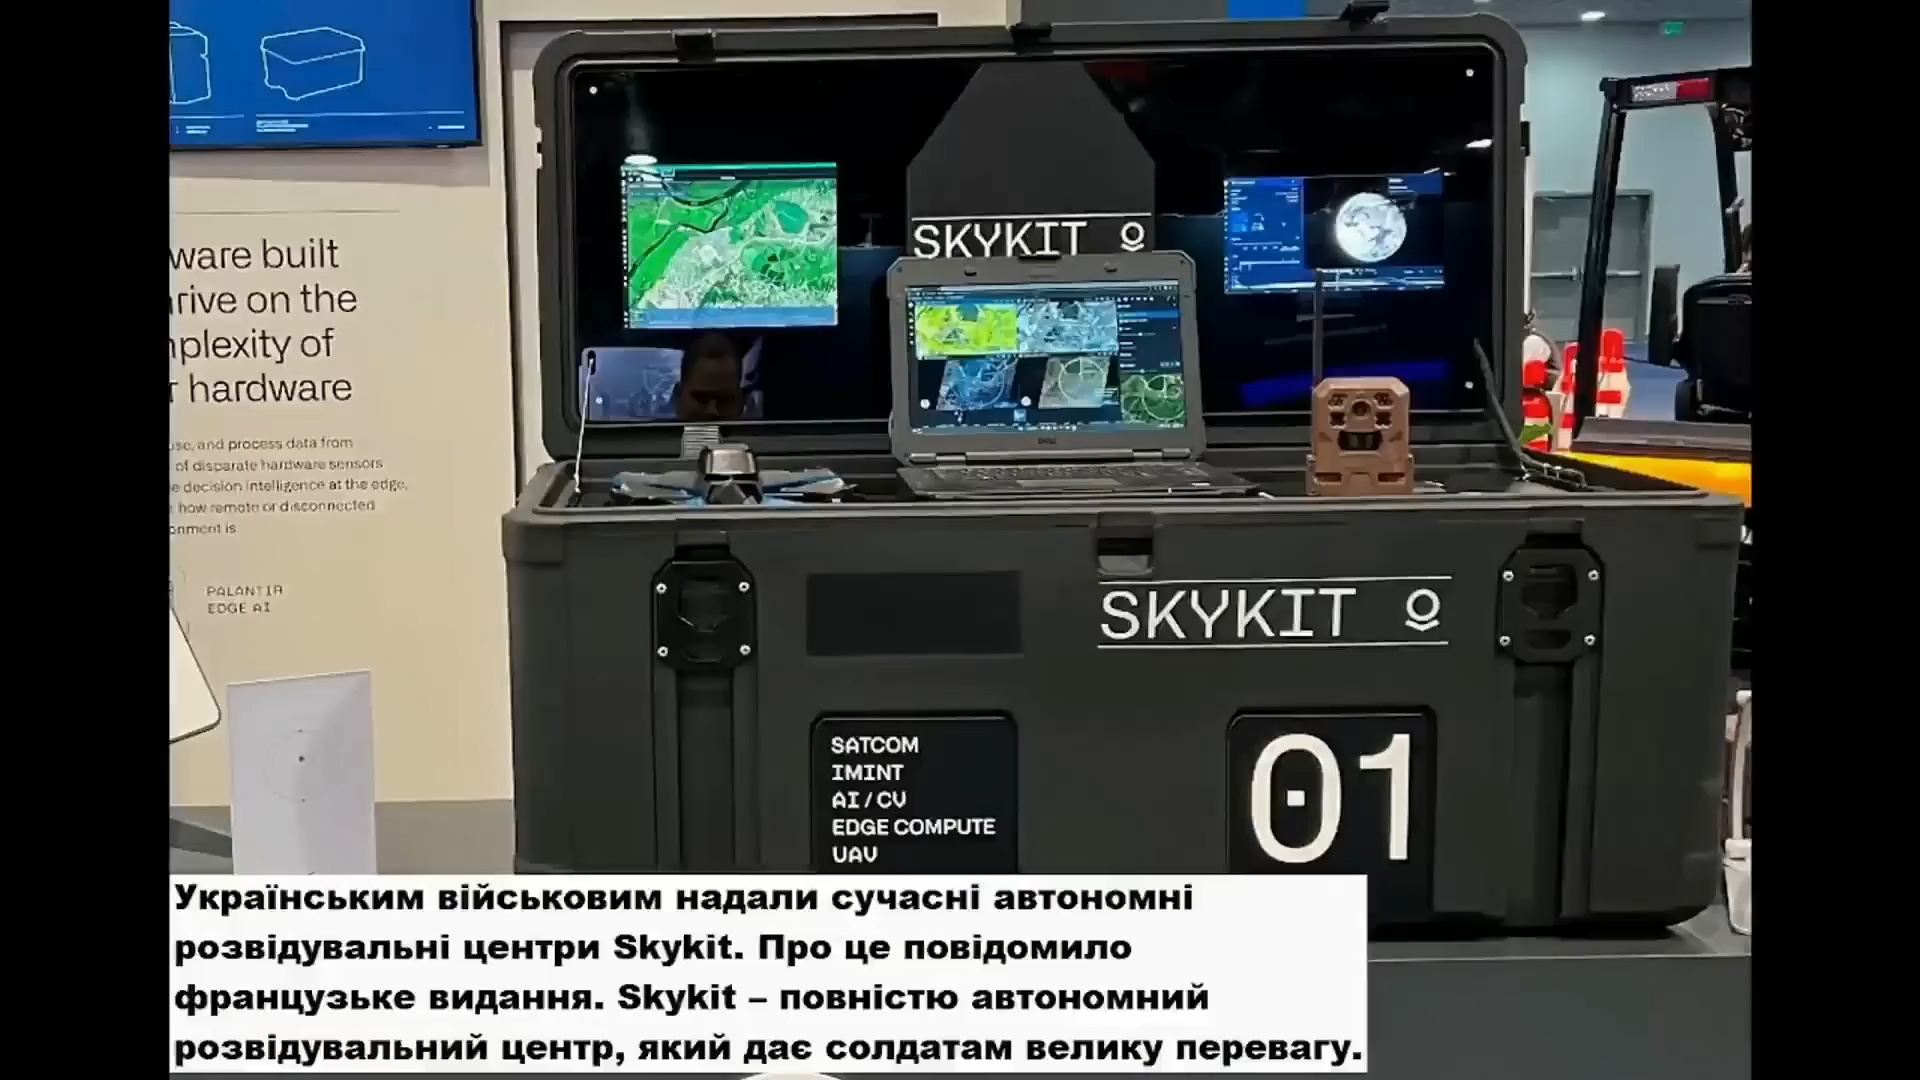 ware built
hrive on the
nplexity of
r hardware
use, and process data from
of disparate hardware sensors
e decision intelligence at the edge,
how remote or disconnected
onment is
PALANTIR
EDGE AI
SKYKIT
DELL
SKYKIT
SATCOM
IMINT
AI/CV
EDGE COMPUTE
UAV
01
Українським військовим надали сучасні автономні
розвідувальні центри Skykit. Про це повідомило
французьке видання. Skykit – повністю автономний
розвідувальний центр, який дає солдатам велику перевагу.